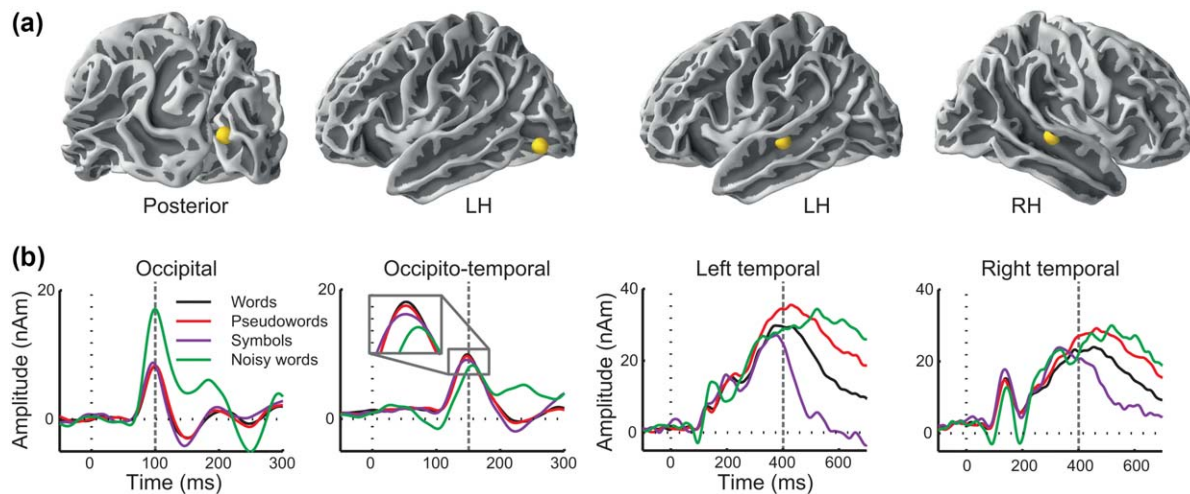 (a)
Posterior LH LH RH
(b)
Occipital Occipito-temporal Left temporal Right temporal
Amplitude (nAm)
20
0
Words
Pseudowords
Symbols
Noisy words
0 100 200 300
Time (ms)
20
0
0 100 200 300
Amplitude (nAm)
40
20
0
0 200 400 600
Time (ms)
40
20
0
0 200 400 600